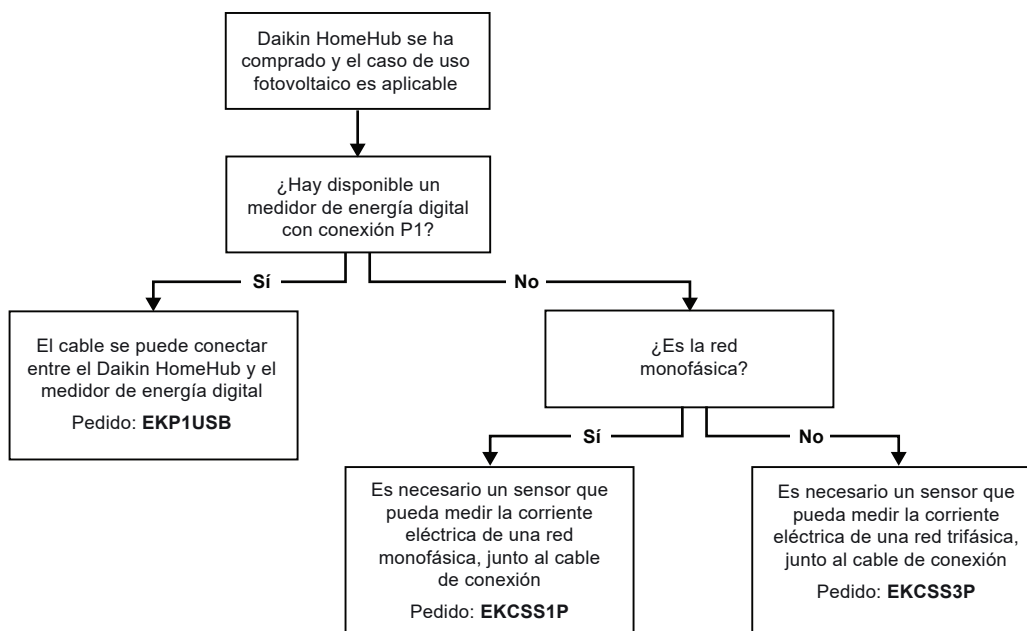 Daikin HomeHub se ha
comprado y el caso de uso
fotovoltaico es aplicable
¿Hay disponible un
medidor de energía digital
con conexión P1?
Sí
No
El cable se puede conectar
entre el Daikin HomeHub y el
medidor de energía digital
Pedido: EKP1USB
¿Es la red
monofásica?
Sí
No
Es necesario un sensor que
pueda medir la corriente
eléctrica de una red
monofásica, junto al cable
de conexión
Pedido: EKCSS1P
Es necesario un sensor que
pueda medir la corriente
eléctrica de una red trifásica,
junto al cable de conexión
Pedido: EKCSS3P